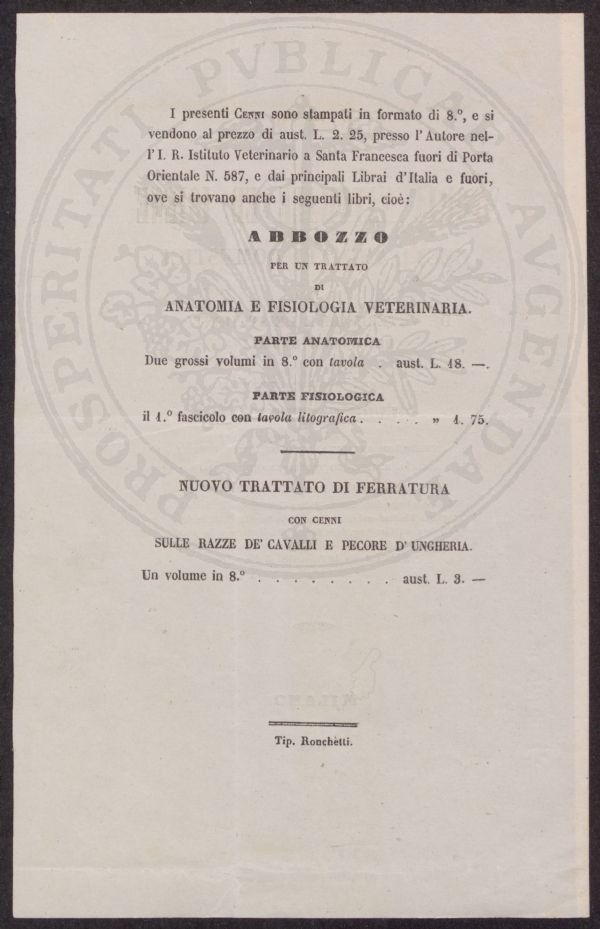 I presenti Cenni sono stampati in formato di 8.º, e si
vendono al prezzo di aust. L. 2. 25, presso l'Autore nel-
l'I. R. Istituto Veterinario a Santa Francesca fuori di Porta
Orientale N. 587, e dai principali Librai d'Italia e fuori,
ove si trovano anche i seguenti libri, cioè:
ABBOZZO
PER UN TRATTATO
DI
ANATOMIA E FISIOLOGIA VETERINARIA.
PARTE ANATOMICA
Due grossi volumi in 8.º con tavola . aust. L. 18. —.
PARTE FISIOLOGICA
il 1.º fascicolo con tavola litografica . . . . . „ 1. 75.
NUOVO TRATTATO DI FERRATURA
CON CENNI
SULLE RAZZE DE' CAVALLI E PECORE D'UNGHERIA.
Un volume in 8.º . . . . . . . . . aust. L. 3. —
Tip. Ronchetti.
PROSPERITATI PVBLICAE AVGENDAE
MILANO